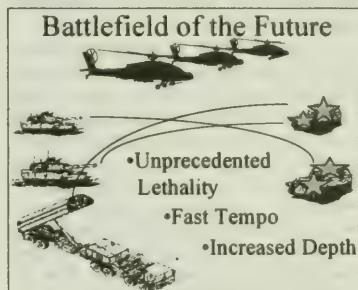 Battlefield of the Future
•Unprecedented
Lethality
•Fast Tempo
•Increased Depth